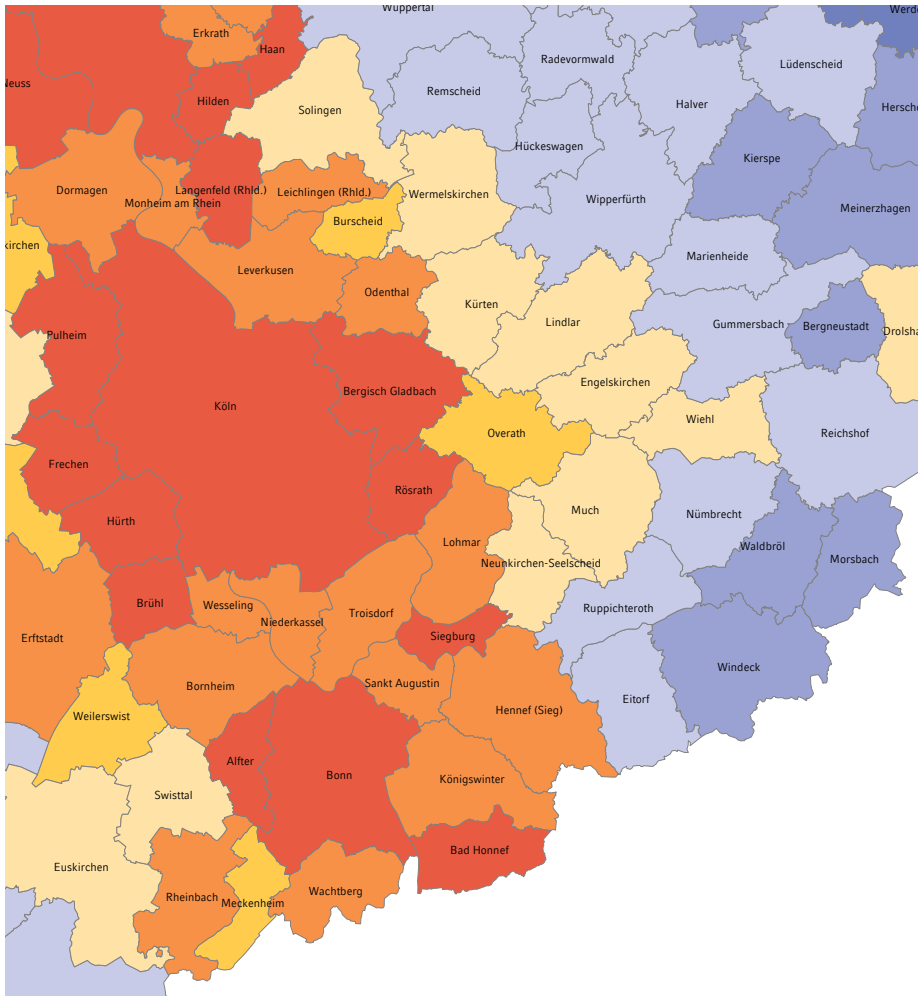 Wuppertal
Werd
Erkrath
Haan
Radevormwald
Lüdenscheid
Neuss
Remscheid
Hilden
Halver
Hersche
Solingen
Hückeswagen
Kierspe
Dormagen
Langenfeld (Rhld.)
Leichlingen (Rhld.)
Wermelskirchen
Monheim am Rhein
Wipperfürth
Meinerzhagen
Burscheid
kirchen
Marienheide
Leverkusen
Odenthal
Kürten
Lindlar
Gummersbach
Bergneustadt
Drolsha
Pulheim
Engelskirchen
Bergisch Gladbach
Köln
Wiehl
Overath
Reichshof
Frechen
Rösrath
Much
Nümbrecht
Hürth
Lohmar
Waldbröl
Neunkirchen-Seelscheid
Morsbach
Brühl
Wesseling
Ruppichteroth
Troisdorf
Niederkassel
Erftstadt
Siegburg
Windeck
Bornheim
Sankt Augustin
Eitorf
Hennef (Sieg)
Weilerswist
Alfter
Bonn
Königswinter
Swisttal
Bad Honnef
Euskirchen
Rheinbach
Wachtberg
Meckenheim